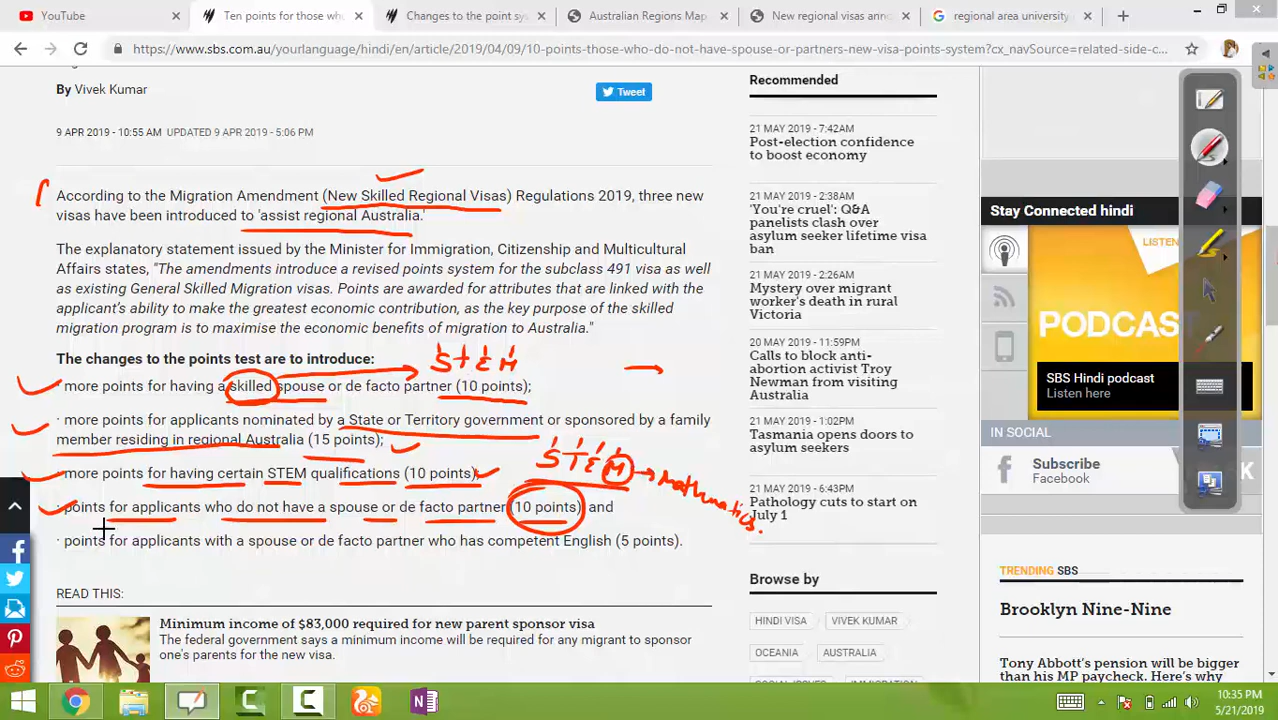 YouTube
Ten points for those who
Changes to the point sy
Australian Regions Map
New regional visas anno
regional area university
https://www.sbs.com.au/yourlanguage/hindi/en/article/2019/04/09/10-points-those-who-do-not-have-spouse-or-partners-new-visa-points-system?cx_navSource=related-side-c...
By Vivek Kumar
Tweet
9 APR 2019 - 10:55 AM UPDATED 9 APR 2019 - 5:06 PM
According to the Migration Amendment (New Skilled Regional Visas) Regulations 2019, three new
visas have been introduced to 'assist regional Australia.'
The explanatory statement issued by the Minister for Immigration, Citizenship and Multicultural
Affairs states, "The amendments introduce a revised points system for the subclass 491 visa as well
as existing General Skilled Migration visas. Points are awarded for attributes that are linked with the
applicant's ability to make the greatest economic contribution, as the key purpose of the skilled
migration program is to maximise the economic benefits of migration to Australia."
The changes to the points test are to introduce:
STEM
· more points for having a skilled spouse or de facto partner (10 points);
· more points for applicants nominated by a State or Territory government or sponsored by a family
member residing in regional Australia (15 points);
STEM
Mathematics.
· more points for having certain STEM qualifications (10 points);
· points for applicants who do not have a spouse or de facto partner (10 points) and
· points for applicants with a spouse or de facto partner who has competent English (5 points).
READ THIS:
Minimum income of $83,000 required for new parent sponsor visa
The federal government says a minimum income will be required for any migrant to sponsor
one's parents for the new visa.
Recommended
21 MAY 2019 - 7:42AM
Post-election confidence
to boost economy
21 MAY 2019 - 2:38AM
'You're cruel': Q&A
panelists clash over
asylum seeker lifetime visa
ban
21 MAY 2019 - 2:26AM
Mystery over migrant
worker's death in rural
Victoria
20 MAY 2019 - 11:59PM
Calls to block anti-
abortion activist Troy
Newman from visiting
Australia
21 MAY 2019 - 1:02PM
Tasmania opens doors to
asylum seekers
21 MAY 2019 - 6:43PM
Pathology cuts to start on
July 1
Browse by
HINDI VISA
VIVEK KUMAR
OCEANIA
AUSTRALIA
SOCIAL ISSUES
IMMIGRATION
Stay Connected hindi
LISTEN
PODCAST
SBS Hindi podcast
Listen here
IN SOCIAL
Subscribe
Facebook
K
TRENDING SBS
Brooklyn Nine-Nine
Tony Abbott's pension will be bigger
than his MP paycheck. Here's why
10:35 PM
5/21/2019